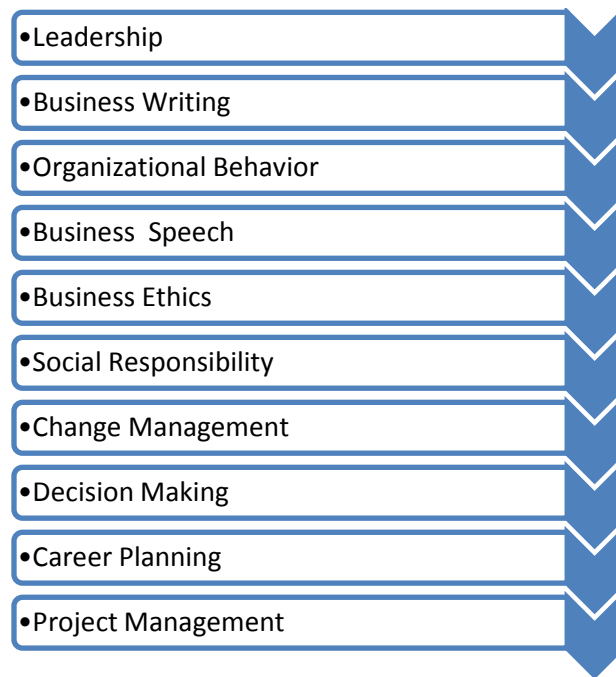 •Leadership
•Business Writing
•Organizational Behavior
•Business  Speech
•Business Ethics
•Social Responsibility
•Change Management
•Decision Making
•Career Planning
•Project Management